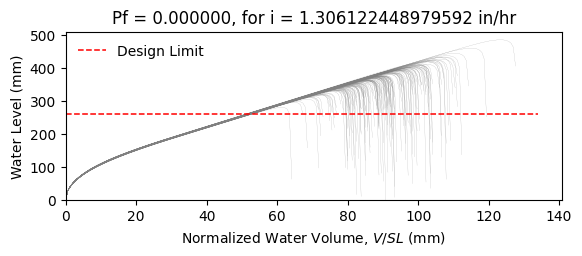 Pf = 0.000000, for i = 1.306122448979592 in/hr
500
400
300
200
100
0
Water Level (mm)
Design Limit
0 20 40 60 80 100 120 140
Normalized Water Volume, V/SL (mm)